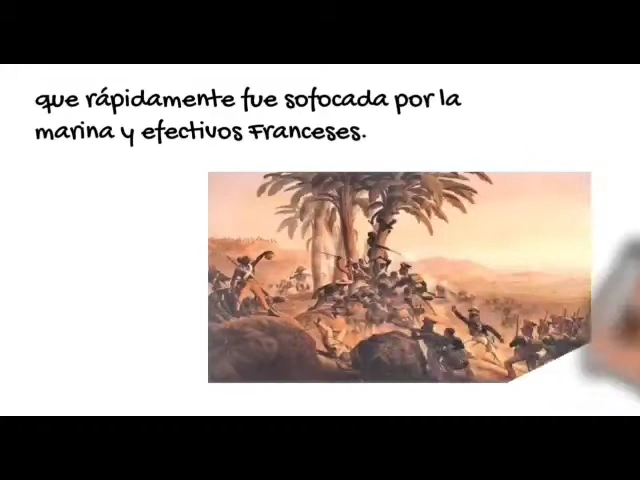 que rápidamente fue sofocada por la
marina y efectivos Franceses.